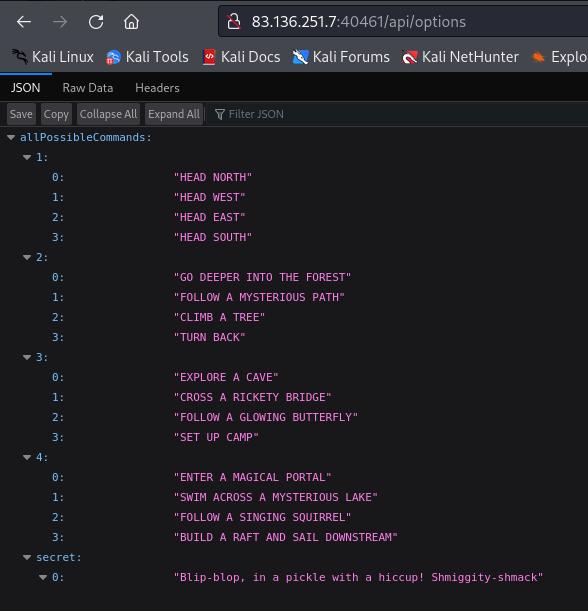 83.136.251.7:40461/api/options
Kali Linux Kali Tools Kali Docs Kali Forums Kali NetHunter Explo
JSON Raw Data Headers
Save Copy Collapse All Expand All Filter JSON
allPossibleCommands:
1:
0: "HEAD NORTH"
1: "HEAD WEST"
2: "HEAD EAST"
3: "HEAD SOUTH"
2:
0: "GO DEEPER INTO THE FOREST"
1: "FOLLOW A MYSTERIOUS PATH"
2: "CLIMB A TREE"
3: "TURN BACK"
3:
0: "EXPLORE A CAVE"
1: "CROSS A RICKETY BRIDGE"
2: "FOLLOW A GLOWING BUTTERFLY"
3: "SET UP CAMP"
4:
0: "ENTER A MAGICAL PORTAL"
1: "SWIM ACROSS A MYSTERIOUS LAKE"
2: "FOLLOW A SINGING SQUIRREL"
3: "BUILD A RAFT AND SAIL DOWNSTREAM"
secret:
0: "Blip-blop, in a pickle with a hiccup! Shmiggity-shmack"